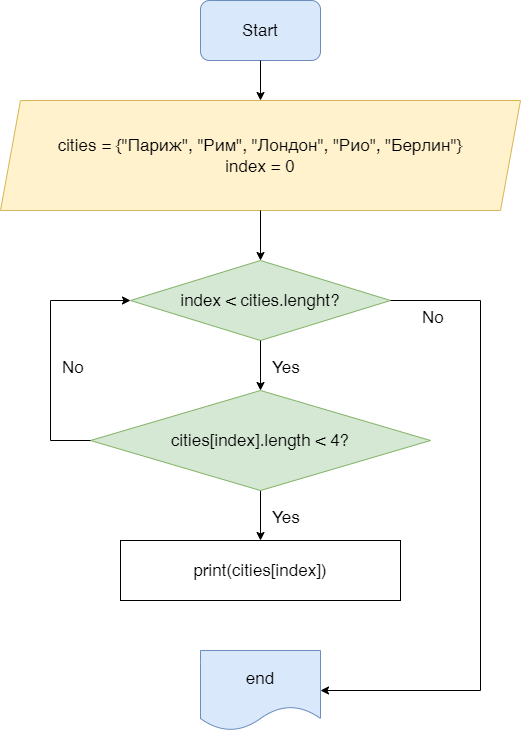 Start
cities = {"Париж", "Рим", "Лондон", "Рио", "Берлин"}
index = 0
index < cities.lenght?
No
No
Yes
cities[index].length < 4?
Yes
print(cities[index])
end